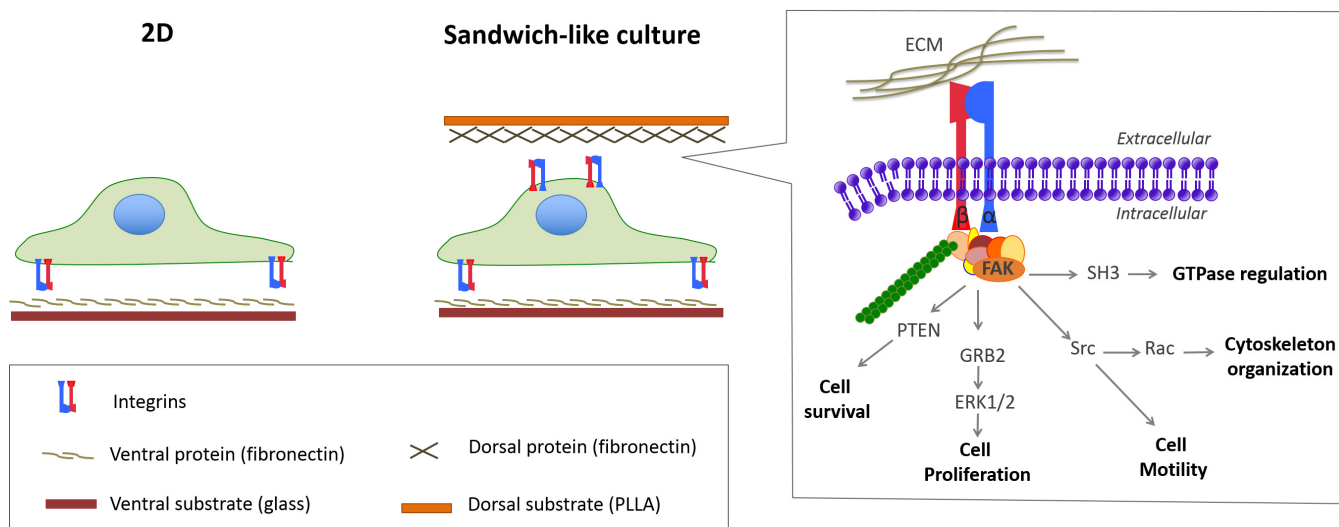 2D
Sandwich-like culture
ECM
Extracellular
Intracellular
β
α
FAK
SH3
GTPase regulation
PTEN
GRB2
Src
Rac
Cytoskeleton
organization
Cell
survival
ERK1/2
Cell
Proliferation
Cell
Motility
Integrins
Ventral protein (fibronectin)
Dorsal protein (fibronectin)
Ventral substrate (glass)
Dorsal substrate (PLLA)